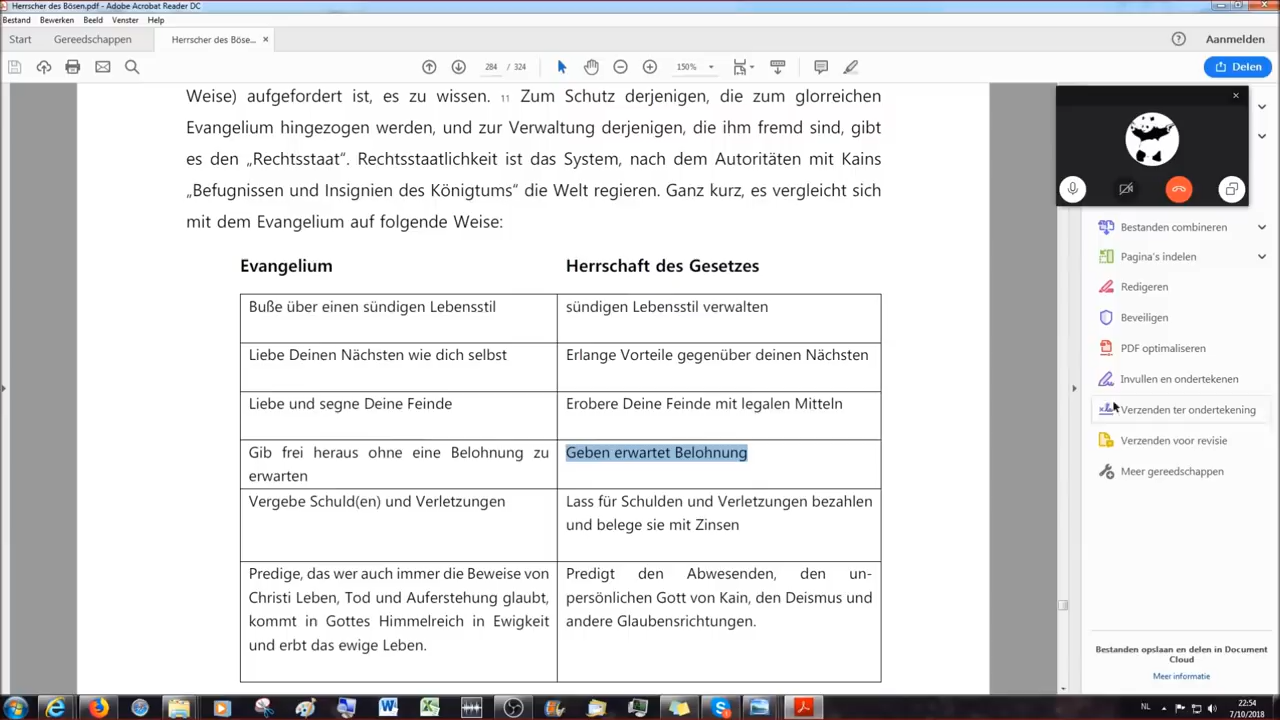 Herrscher des Bösen.pdf - Adobe Acrobat Reader DC
Bestand Bewerken Beeld Venster Help
Start Gereedschappen Herrscher des Böse... × Aanmelden
284 / 324 150% Delen
Weise) aufgefordert ist, es zu wissen. 11 Zum Schutz derjenigen, die zum glorreichen
Evangelium hingezogen werden, und zur Verwaltung derjenigen, die ihm fremd sind, gibt
es den „Rechtsstaat“. Rechtsstaatlichkeit ist das System, nach dem Autoritäten mit Kains
„Befugnissen und Insignien des Königtums“ die Welt regieren. Ganz kurz, es vergleicht sich
mit dem Evangelium auf folgende Weise:
Evangelium Herrschaft des Gesetzes
Buße über einen sündigen Lebensstil sündigen Lebensstil verwalten
Liebe Deinen Nächsten wie dich selbst Erlange Vorteile gegenüber deinen Nächsten
Liebe und segne Deine Feinde Erobere Deine Feinde mit legalen Mitteln
Gib frei heraus ohne eine Belohnung zu
erwarten
Geben erwartet Belohnung
Vergebe Schuld(en) und Verletzungen
Lass für Schulden und Verletzungen bezahlen
und belege sie mit Zinsen
Predige, das wer auch immer die Beweise von
Christi Leben, Tod und Auferstehung glaubt,
kommt in Gottes Himmelreich in Ewigkeit
und erbt das ewige Leben.
Predigt den Abwesenden, den un-
persönlichen Gott von Kain, den Deismus und
andere Glaubensrichtungen.
Bestanden combineren
Pagina's indelen
Redigeren
Beveiligen
PDF optimaliseren
Invullen en ondertekenen
Verzenden ter ondertekening
Verzenden voor revisie
Meer gereedschappen
Bestanden opslaan en delen in Document
Cloud
Meer informatie
NL 22:54
7/10/2018